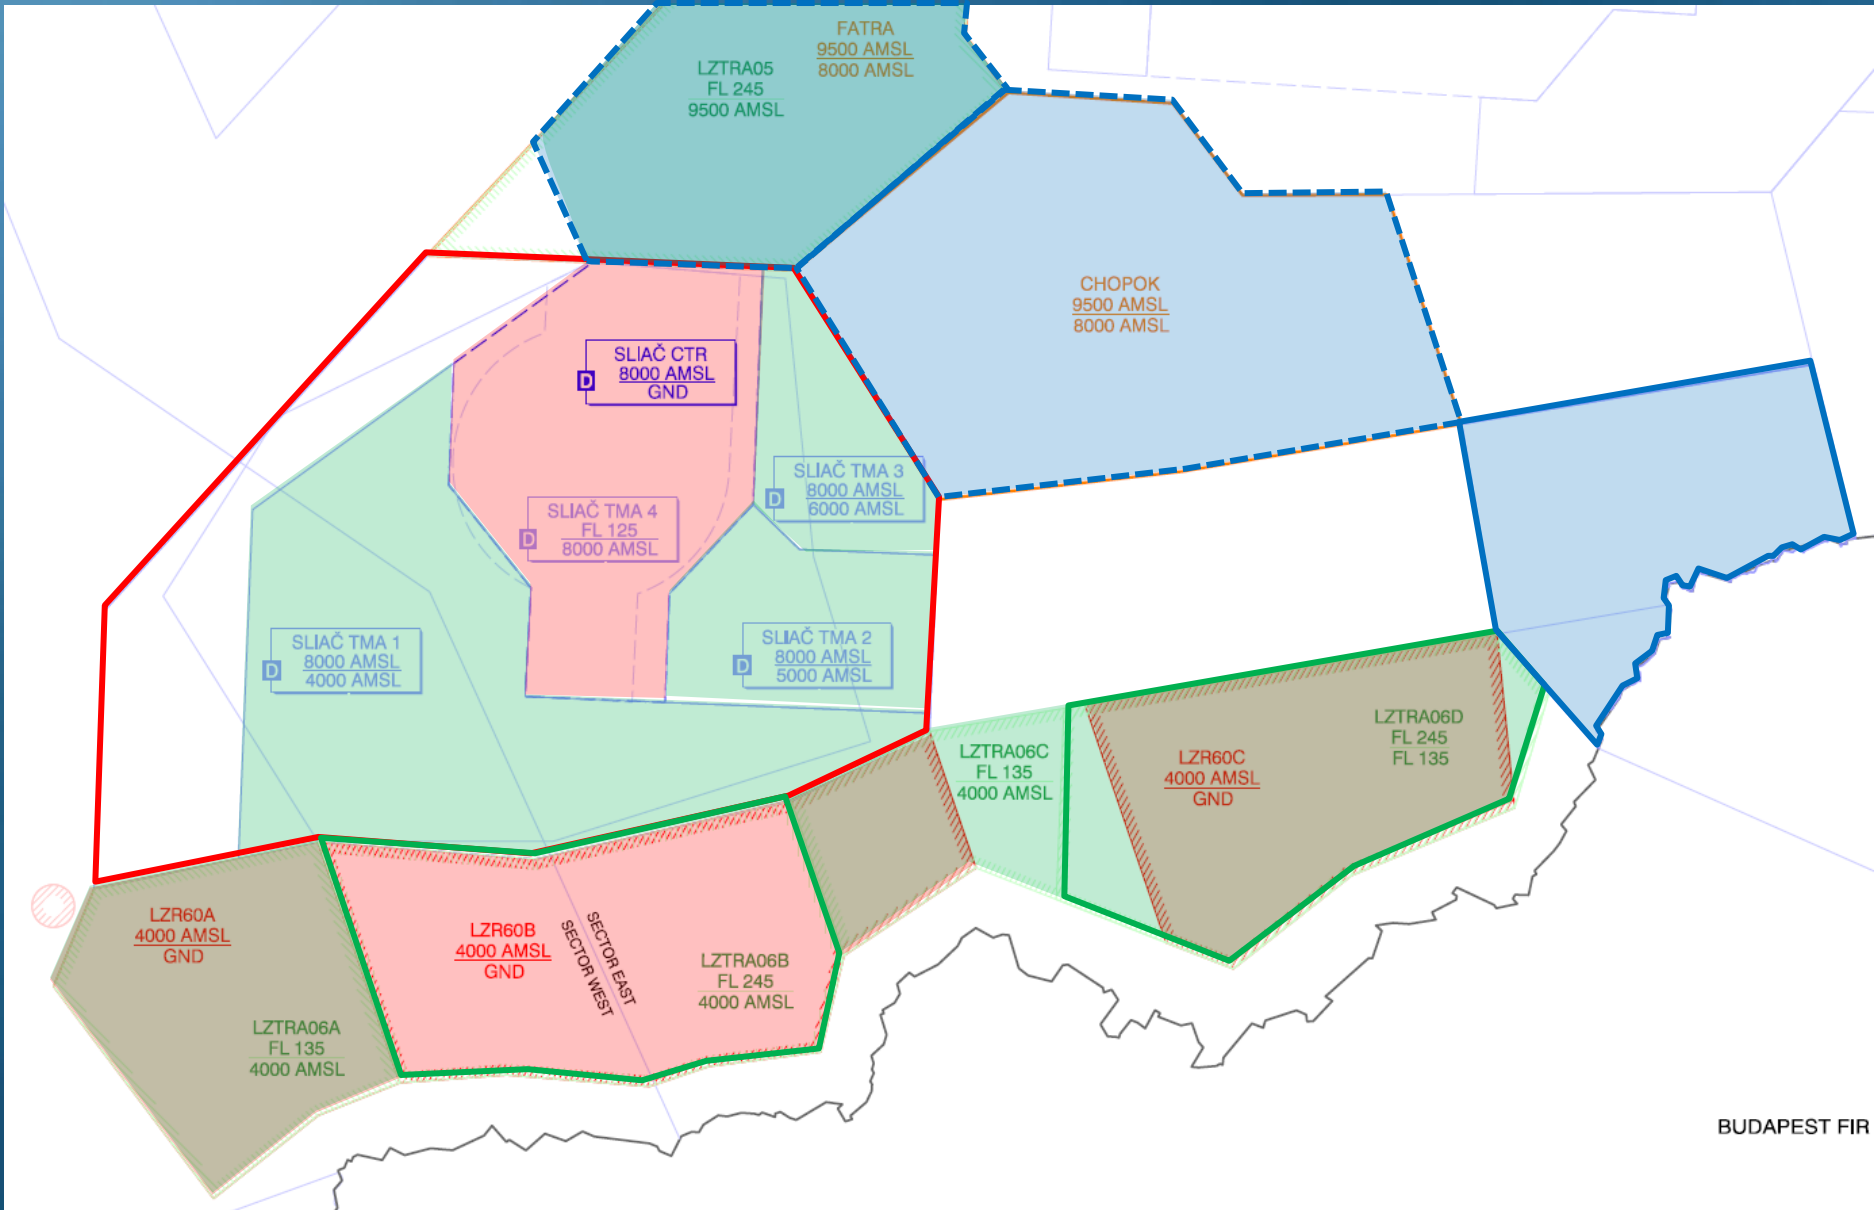 FATRA
9500 AMSL
8000 AMSL
LZTRA05
FL 245
9500 AMSL
CHOPOK
9500 AMSL
8000 AMSL
SLIAČ CTR
8000 AMSL
GND
D
SLIAČ TMA 3
8000 AMSL
6000 AMSL
D
SLIAČ TMA 4
FL 125
8000 AMSL
D
SLIAČ TMA 1
8000 AMSL
4000 AMSL
D
SLIAČ TMA 2
8000 AMSL
5000 AMSL
D
LZTRA06C
FL 135
4000 AMSL
LZR60C
4000 AMSL
GND
LZTRA06D
FL 245
FL 135
LZR60A
4000 AMSL
GND
LZR60B
4000 AMSL
GND
SECTOR EAST
SECTOR WEST
LZTRA06B
FL 245
4000 AMSL
LZTRA06A
FL 135
4000 AMSL
BUDAPEST FIR